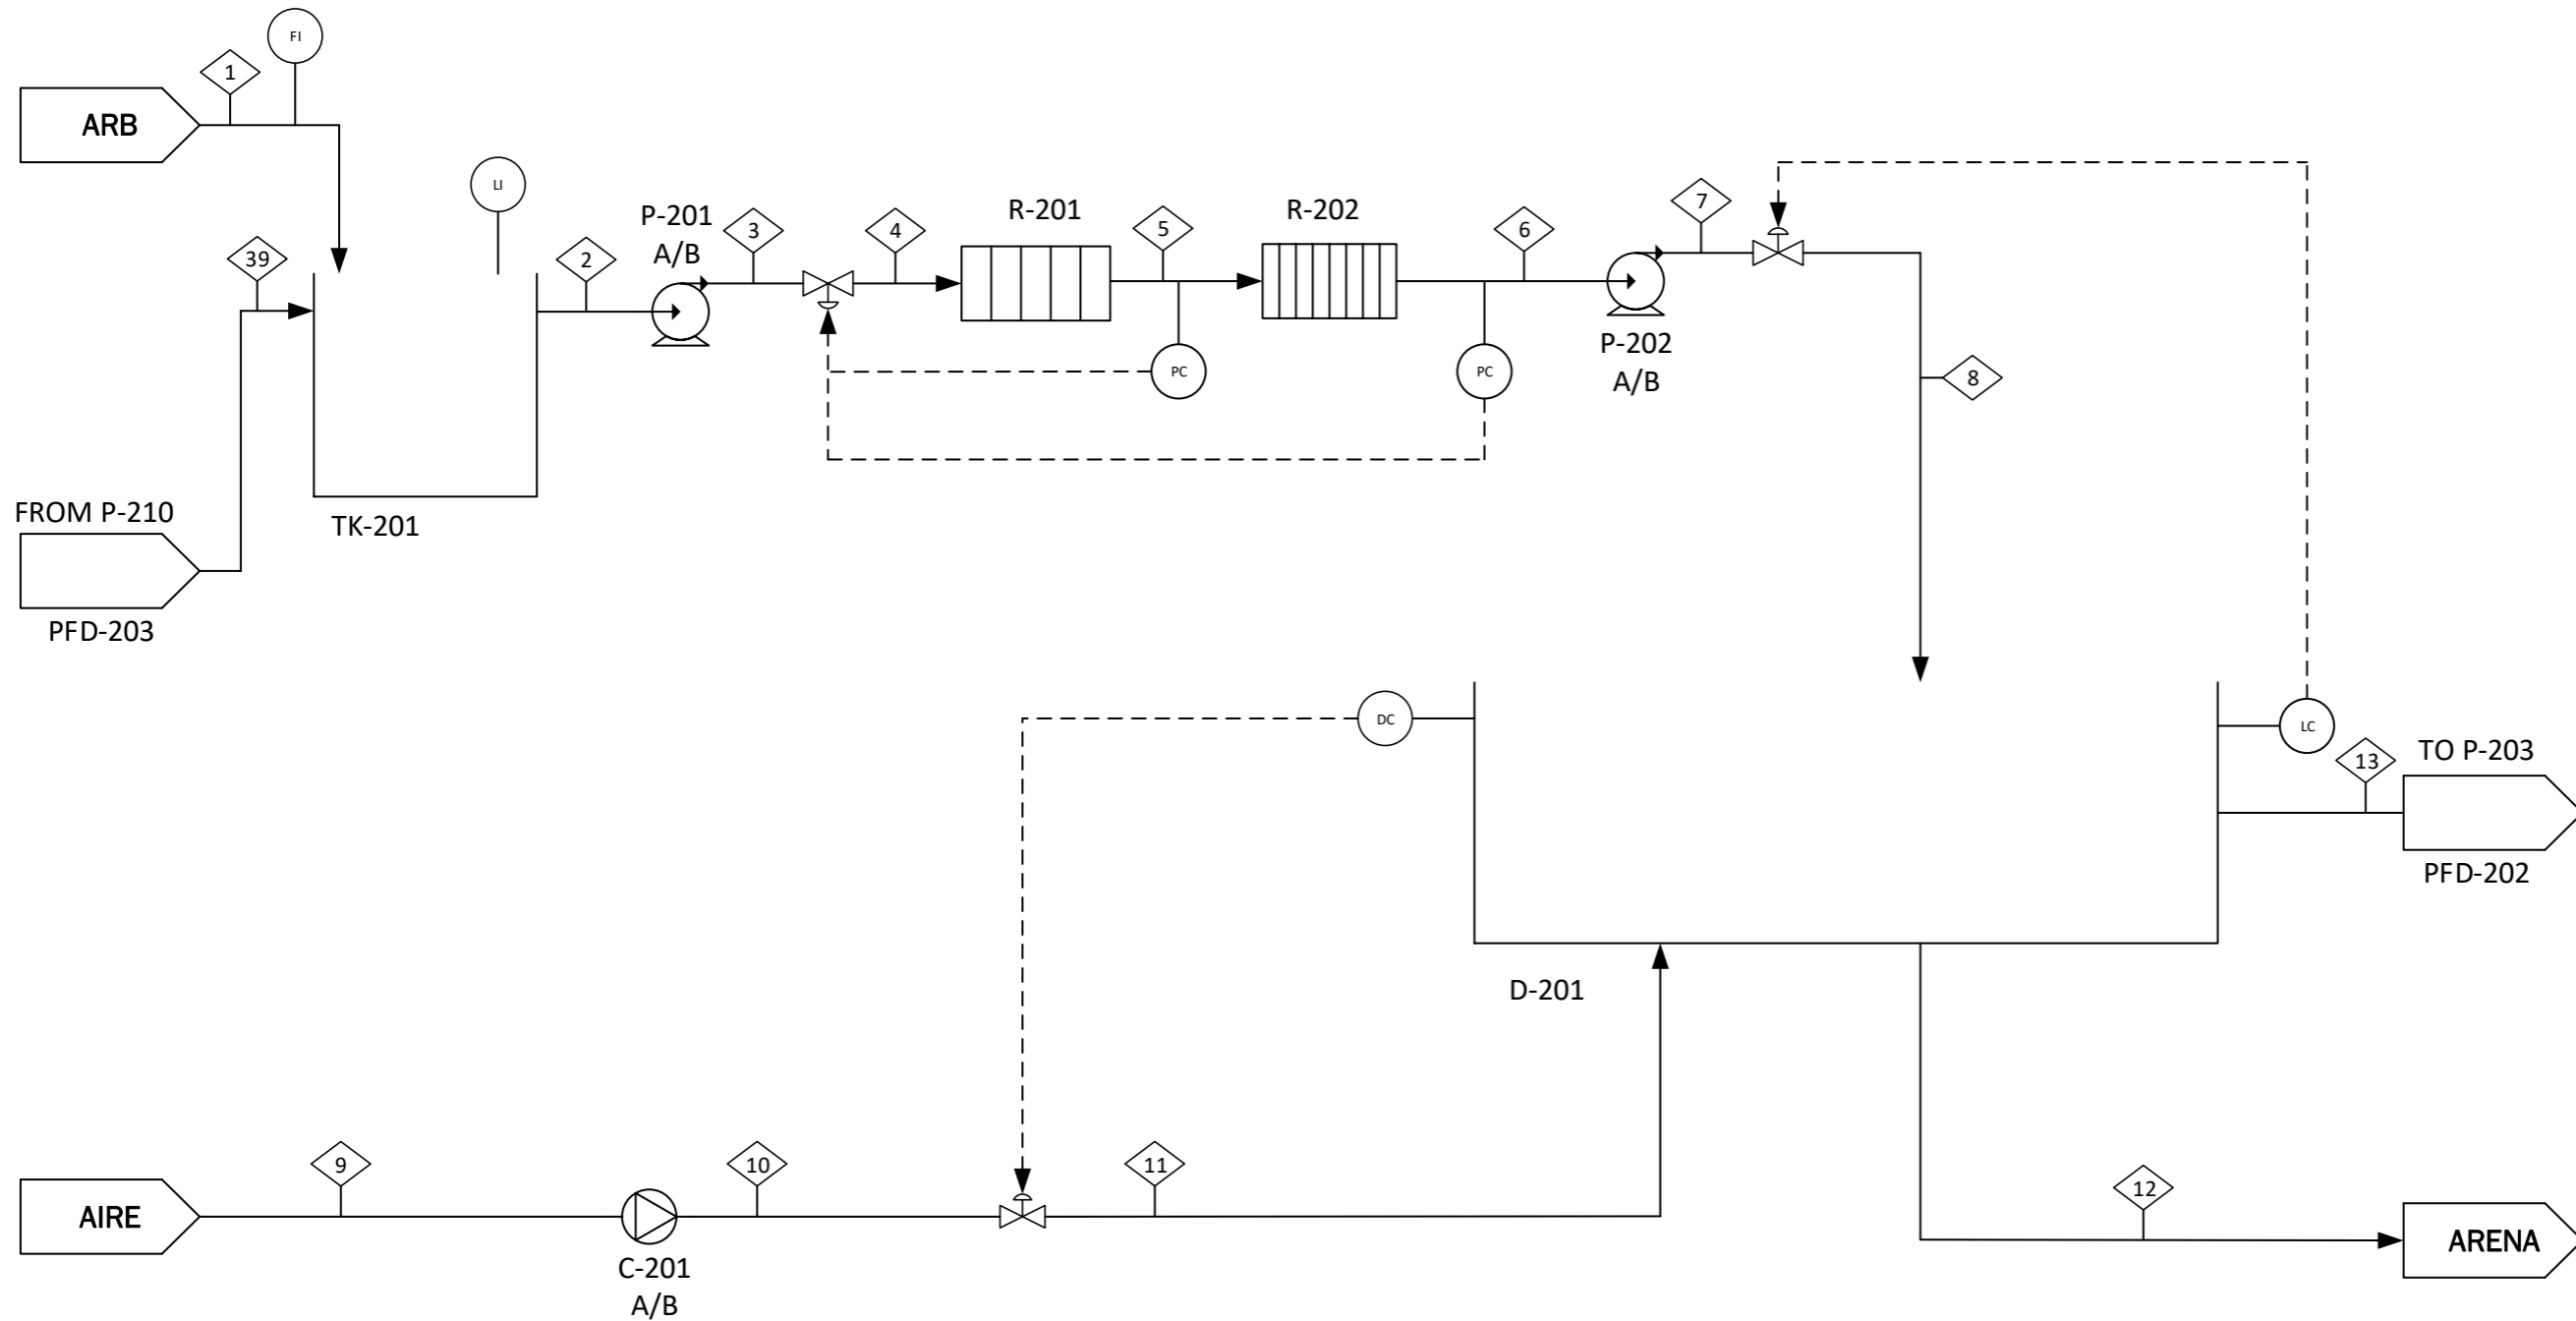 FI
1
ARB
LI
39
P-201
A/B
2
3
4
R-201
5
R-202
6
7
P-202
A/B
PC
PC
8
FROM P-210
PFD-203
TK-201
DC
LC
13
TO P-203
PFD-202
D-201
9
AIRE
C-201
A/B
10
11
12
ARENA